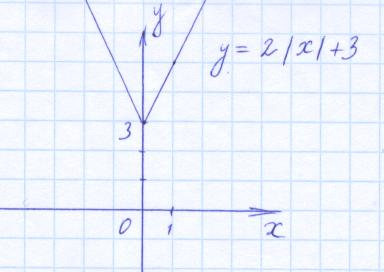 y
y = 2|x|+3
3
0 1 x